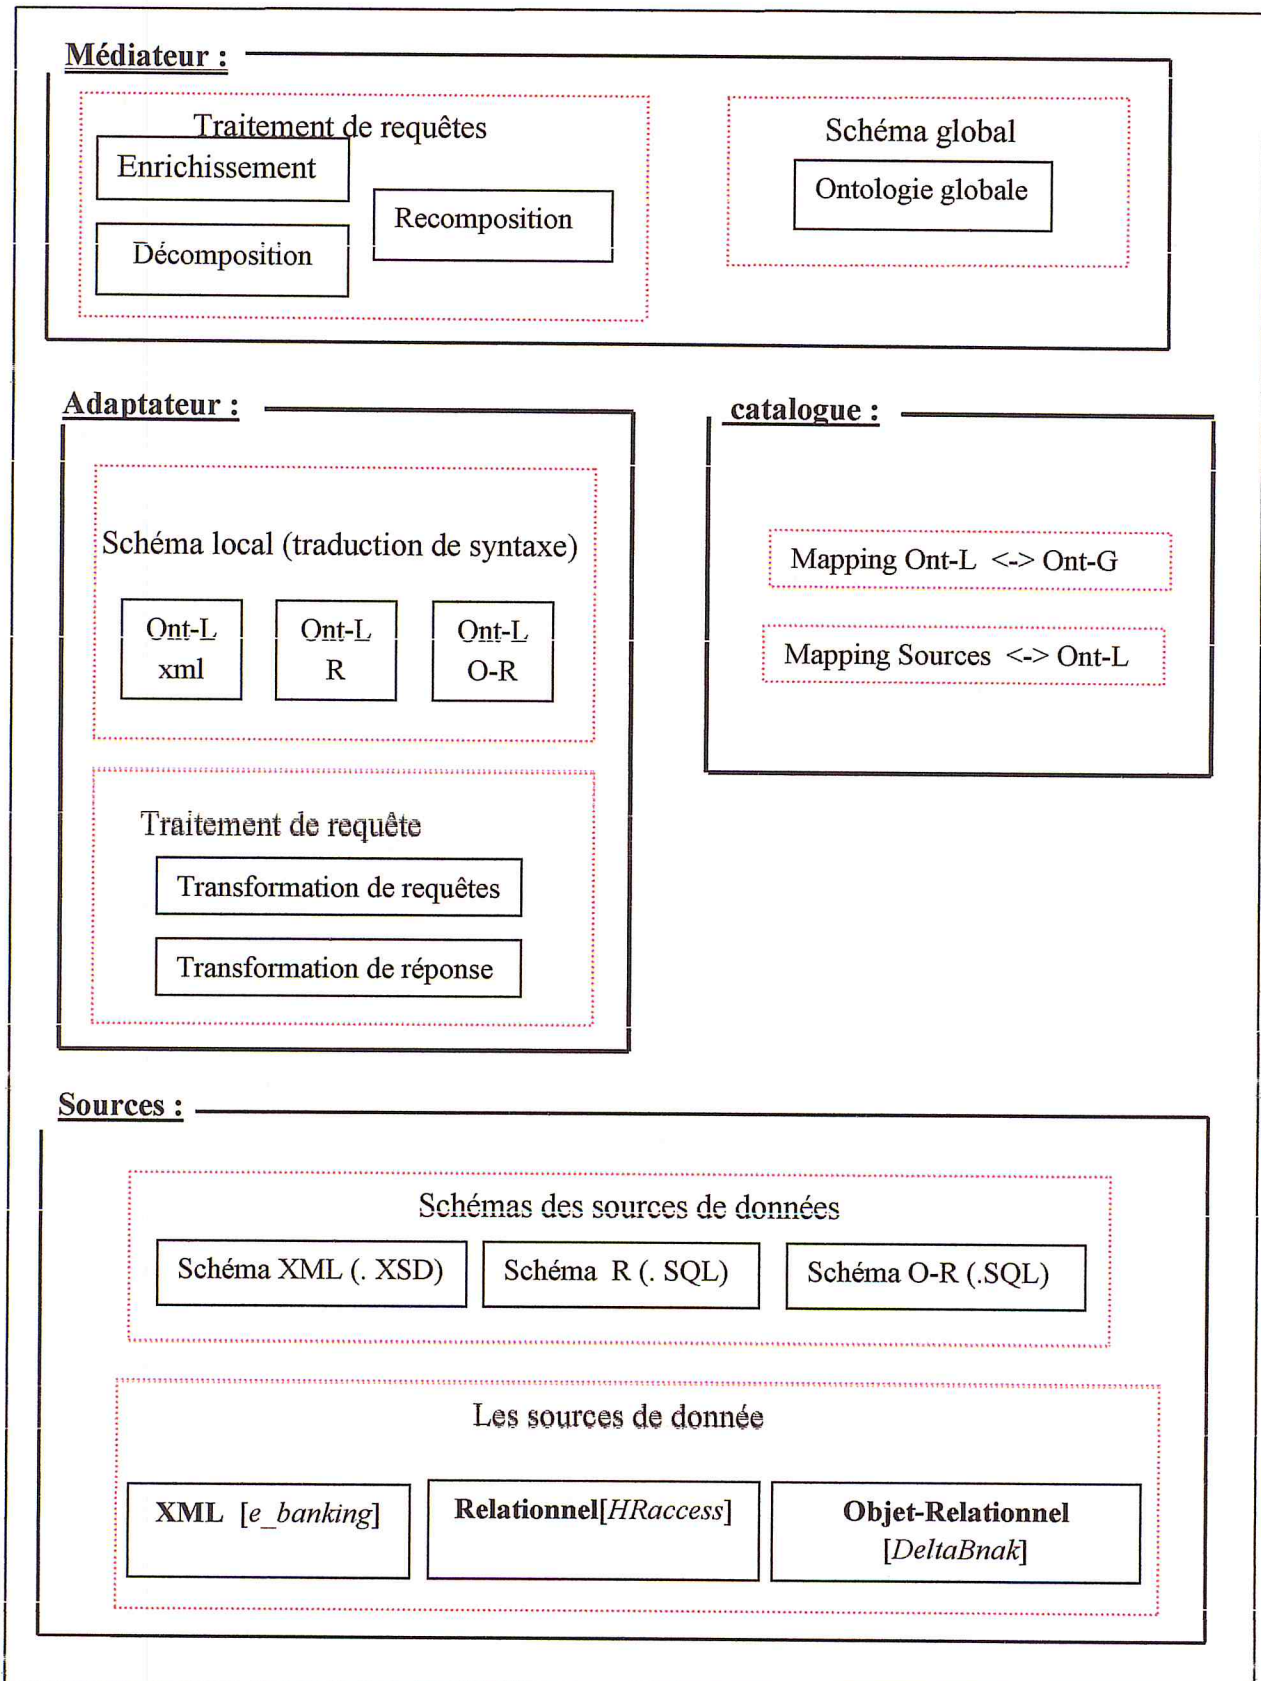 Médiateur :
Traitement de requêtes
Enrichissement
Recomposition
Décomposition
Schéma global
Ontologie globale
Adaptateur :
Schéma local (traduction de syntaxe)
Ont-L
xml
Ont-L
R
Ont-L
O-R
Traitement de requête
Transformation de requêtes
Transformation de réponse
catalogue :
Mapping Ont-L <-> Ont-G
Mapping Sources <-> Ont-L
Sources :
Schémas des sources de données
Schéma XML (. XSD)
Schéma R (. SQL)
Schéma O-R (.SQL)
Les sources de donnée
XML [e_banking]
Relationnel[HRaccess]
Objet-Relationnel
[DeltaBnak]